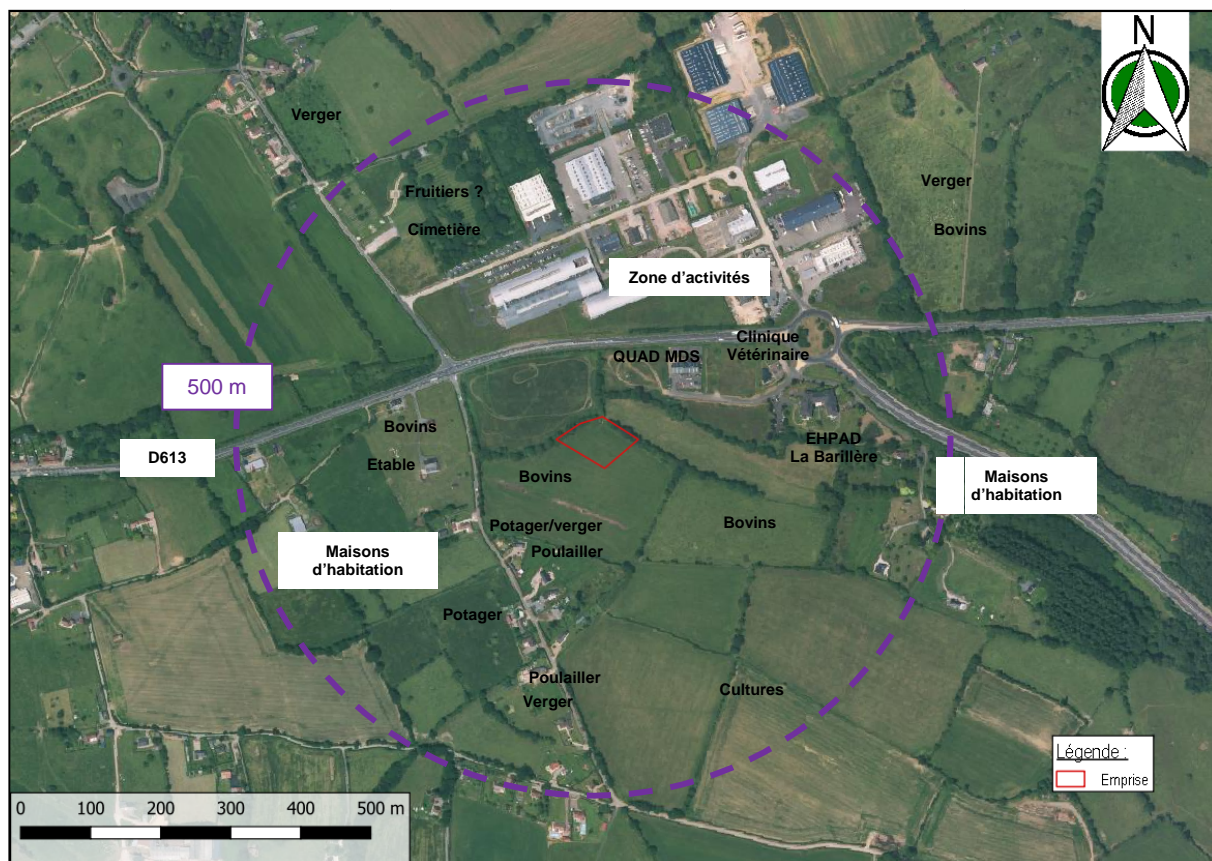 N
Verger
Fruitiers ?
Cimetière
Verger
Bovins
Zone d'activités
QUAD MDS
Clinique
Vétérinaire
500 m
D613
Bovins
Etable
EHPAD
La Barillère
Maisons
d'habitation
Bovins
Bovins
Potager/verger
Poulailler
Maisons
d'habitation
Potager
Poulailler
Verger
Cultures
Légende :
Emprise
0 100 200 300 400 500 m